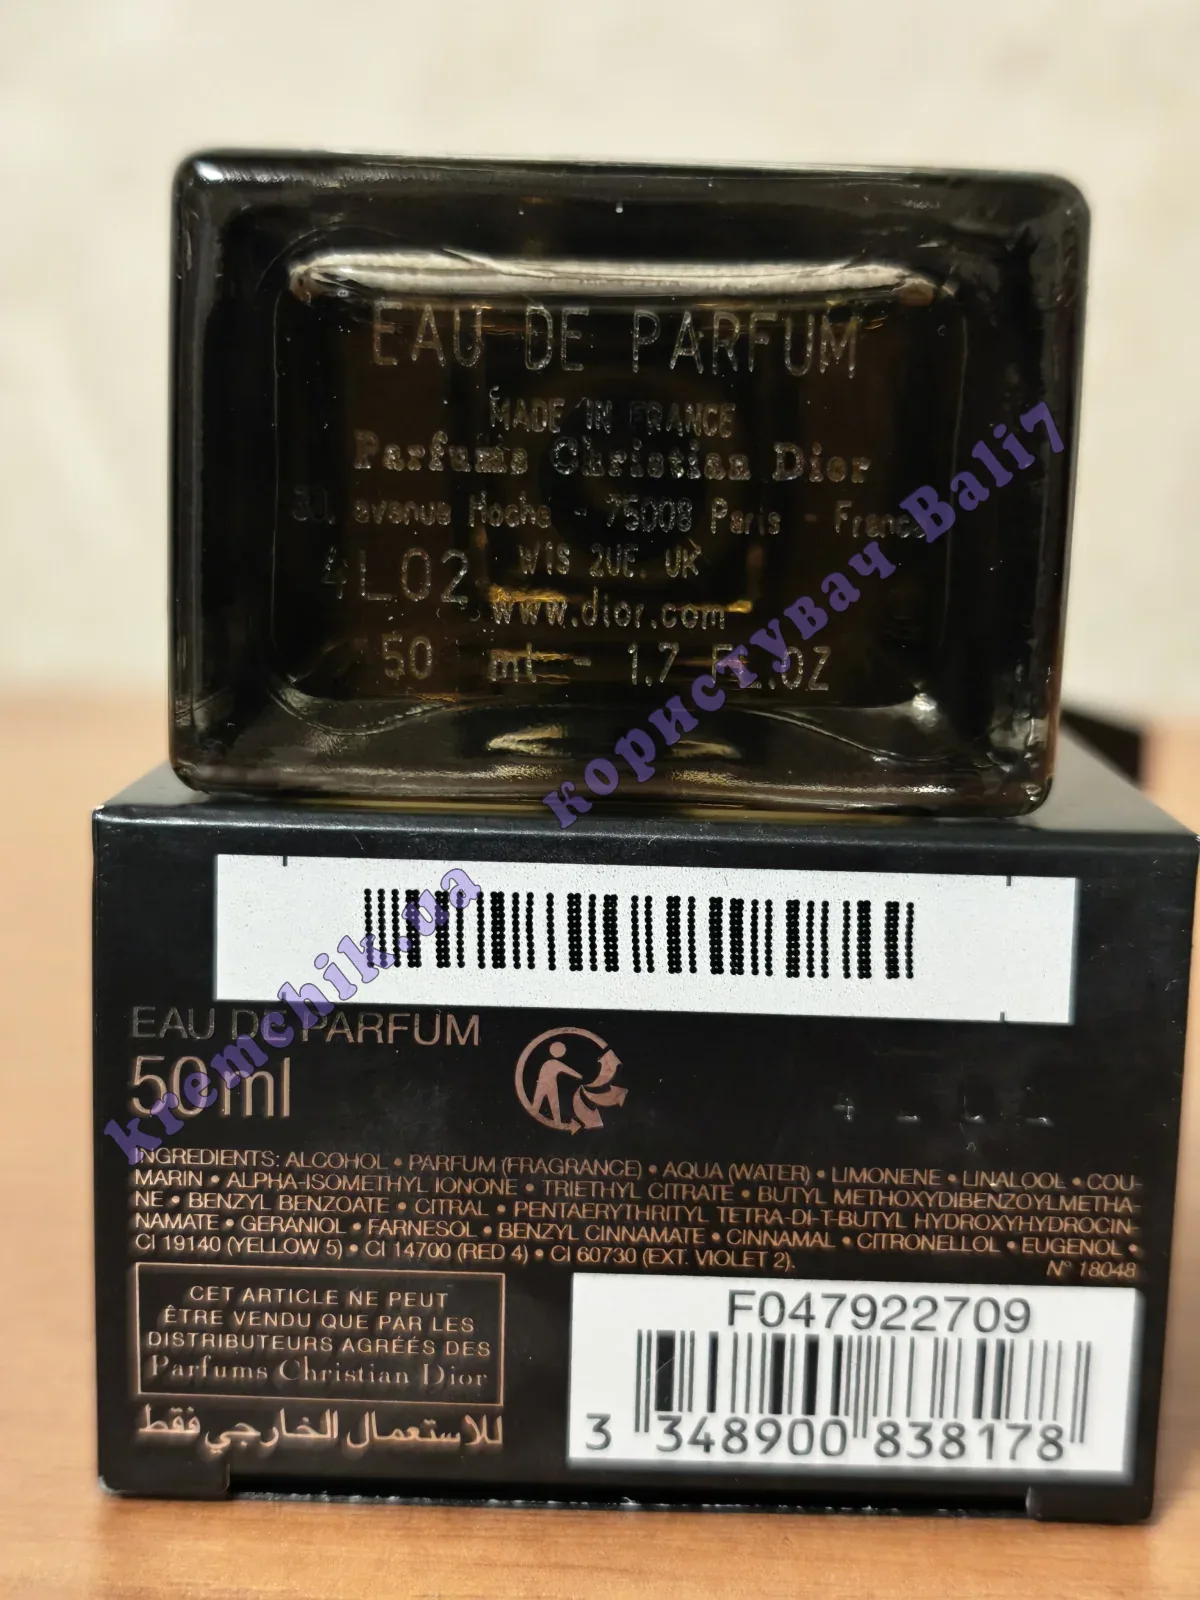 EAU DE PARFUM
MADE IN FRANCE
Parfums Christian Dior
avenue Hoche - 75008 Paris - France
W1S 2UE. UK
4L02
www.dior.com
50 ml - 1.7 FL.OZ
користувач Bali7
kremchik.ua
EAU DE PARFUM
50 ml
INGREDIENTS: ALCOHOL • PARFUM (FRAGRANCE) • AQUA (WATER) • LIMONENE • LINALOOL • COU-
MARIN • ALPHA-ISOMETHYL IONONE • TRIETHYL CITRATE • BUTYL METHOXYDIBENZOYLMETHA-
NE • BENZYL BENZOATE • CITRAL • PENTAERYTHRITYL TETRA-DI-T-BUTYL HYDROXYHYDROCIN-
NAMATE • GERANIOL • FARNESOL • BENZYL CINNAMATE • CINNAMAL • CITRONELLOL • EUGENOL •
CI 19140 (YELLOW 5) • CI 14700 (RED 4) • CI 60730 (EXT. VIOLET 2).
N° 18048
CET ARTICLE NE PEUT
ÊTRE VENDU QUE PAR LES
DISTRIBUTEURS AGRÉÉS DES
Parfums Christian Dior
للاستعمال الخارجي فقط
F047922709
3 348900 838178